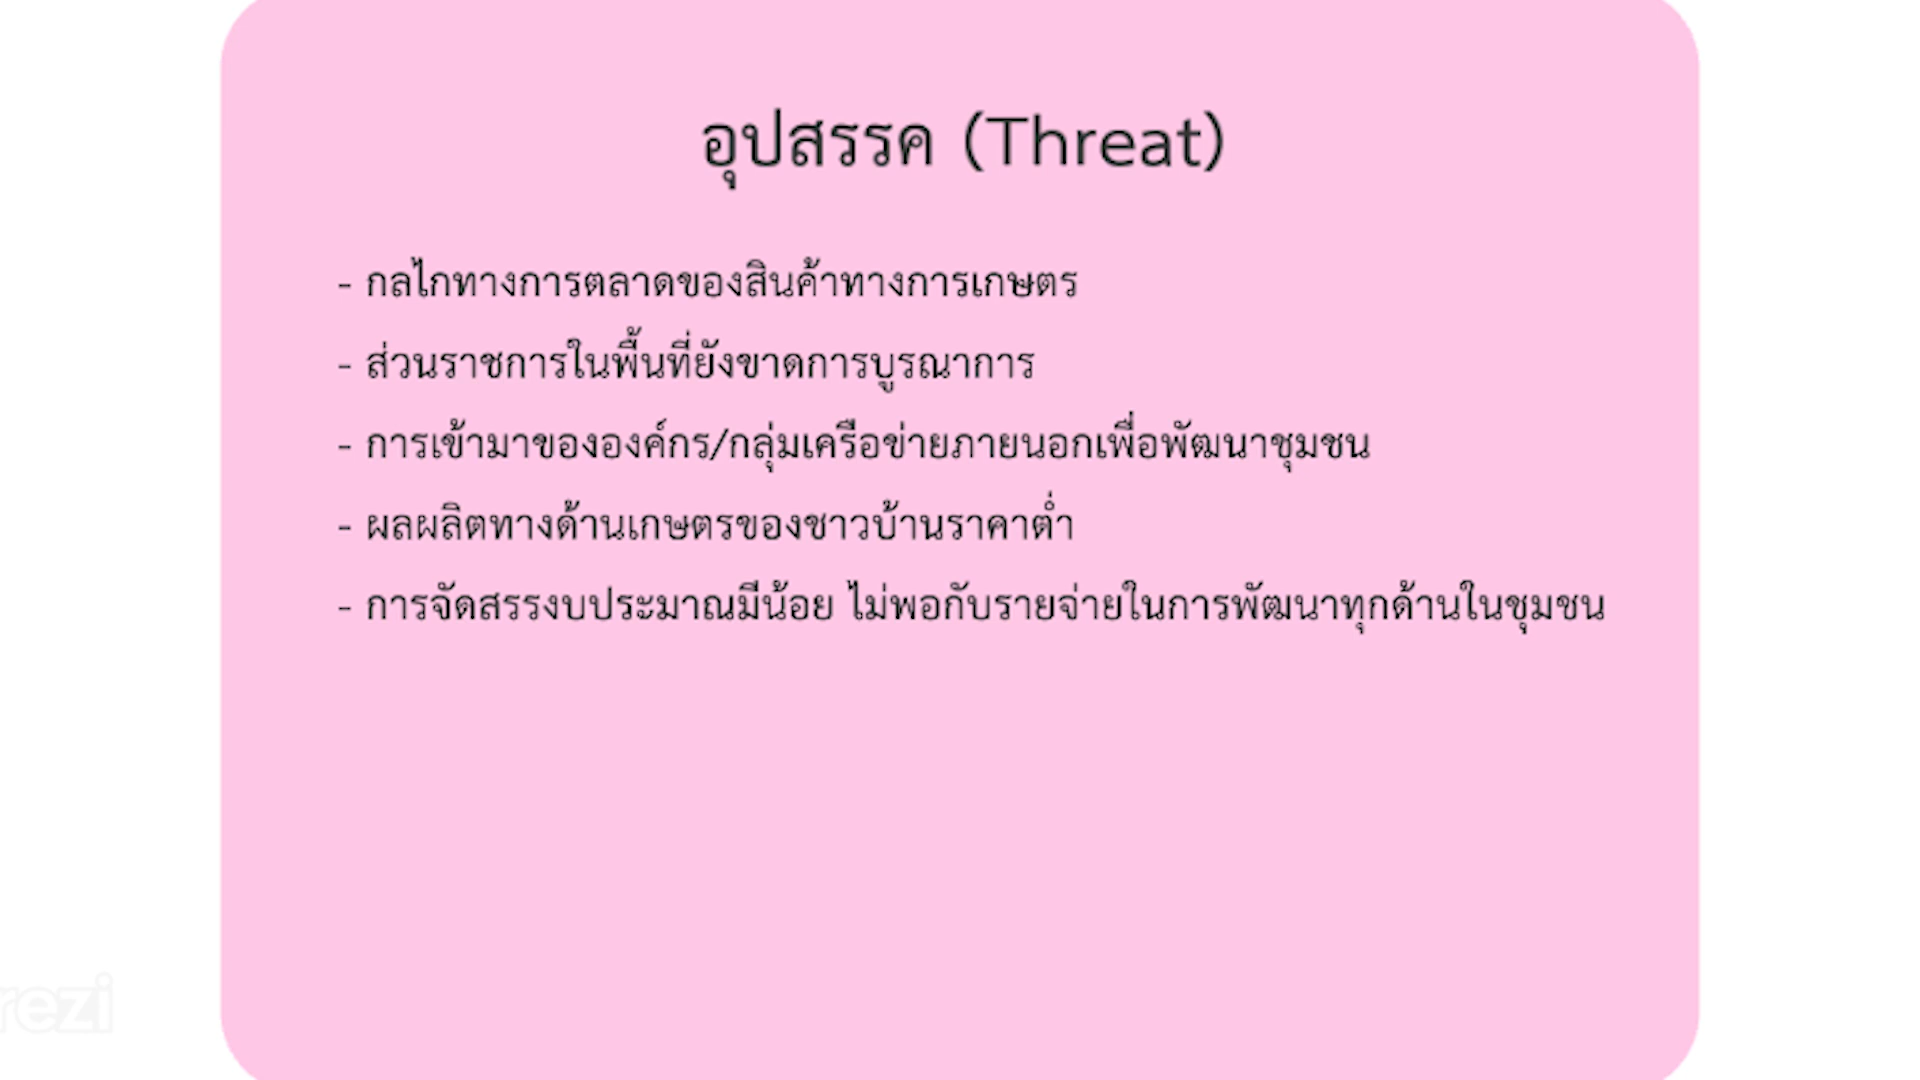 อุปสรรค (Threat)
- กลไกทางการตลาดของสินค้าทางการเกษตร
- ส่วนราชการในพื้นที่ยังขาดการบูรณาการ
- การเข้ามาขององค์กร/กลุ่มเครือข่ายภายนอกเพื่อพัฒนาชุมชน
- ผลผลิตทางด้านเกษตรของชาวบ้านราคาต่ำ
- การจัดสรรงบประมาณมีน้อย ไม่พอกับรายจ่ายในการพัฒนาทุกด้านในชุมชน
rezi